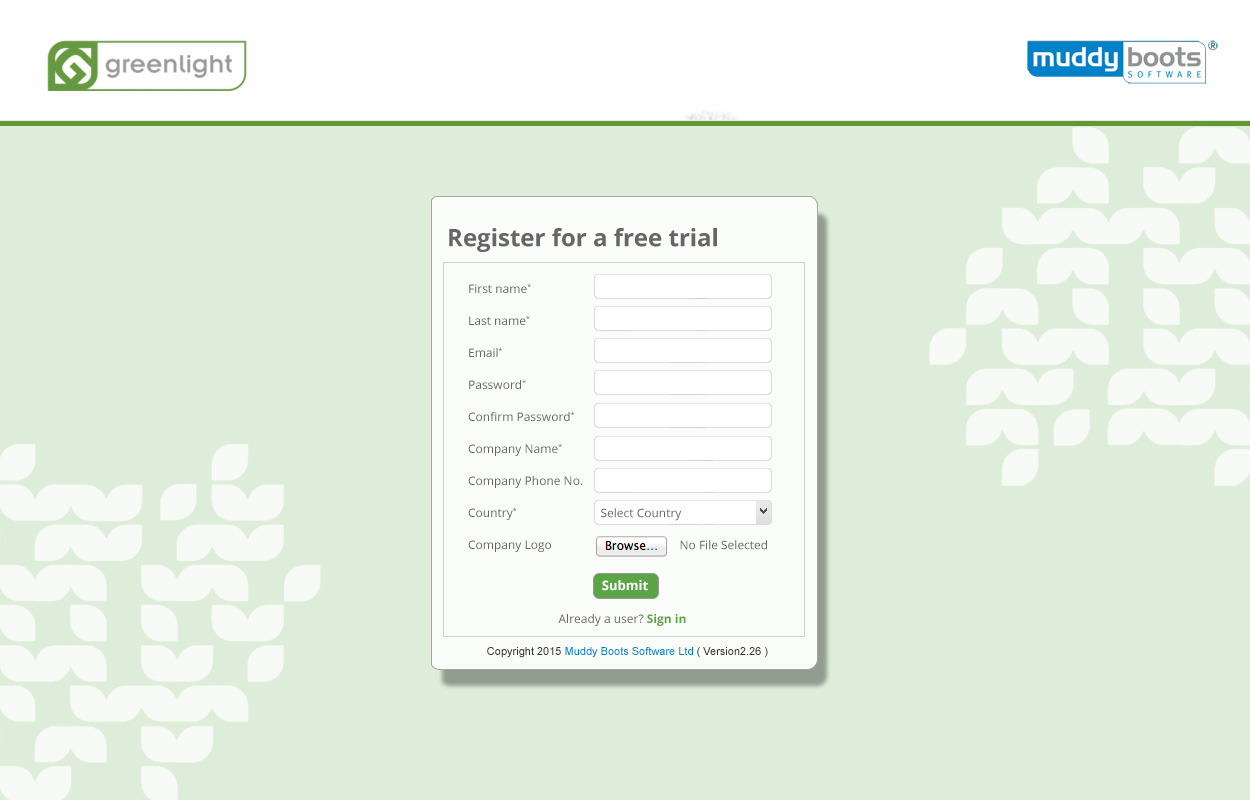 greenlight
muddy boots®
SOFTWARE
Register for a free trial
First name*
Last name*
Email*
Password*
Confirm Password*
Company Name*
Company Phone No.
Country* Select Country
Company Logo Browse... No File Selected
Submit
Already a user? Sign in
Copyright 2015 Muddy Boots Software Ltd ( Version2.26 )